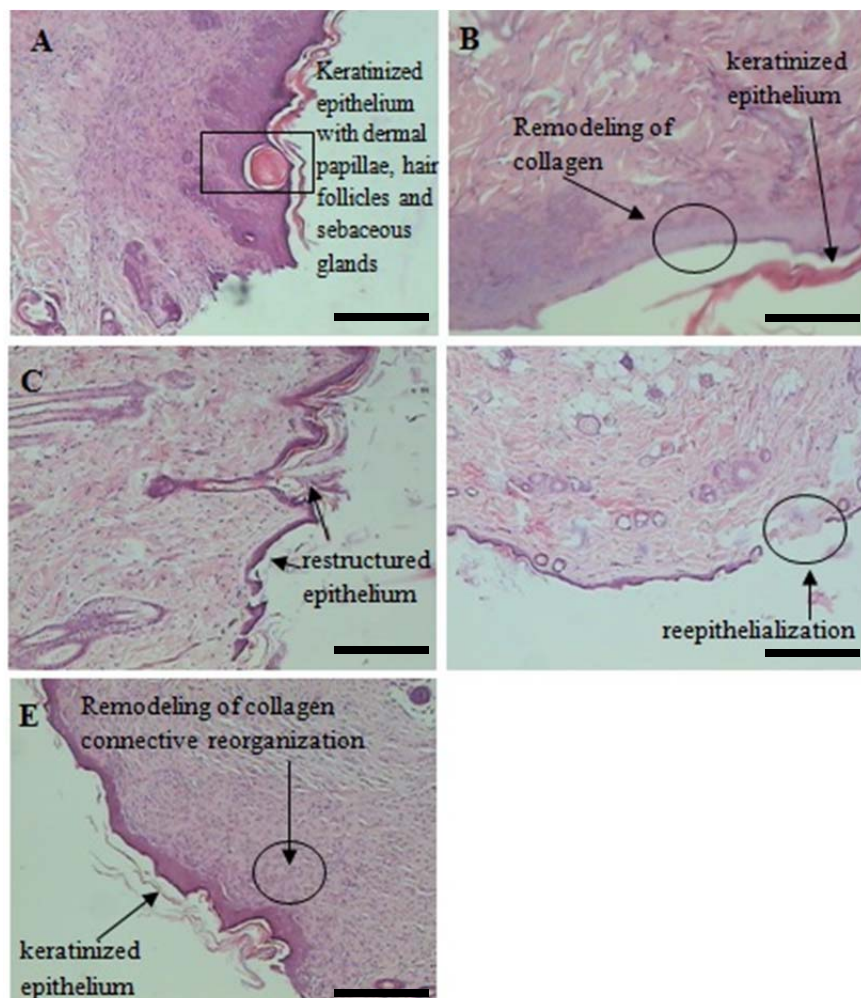 A
Keratinized
epithelium
with dermal
papillae, hair
follicles and
sebaceous
glands
B
keratinized
epithelium
Remodeling of
collagen
C
restructured
epithelium
reepithelialization
E
Remodeling of collagen
connective reorganization
keratinized
epithelium